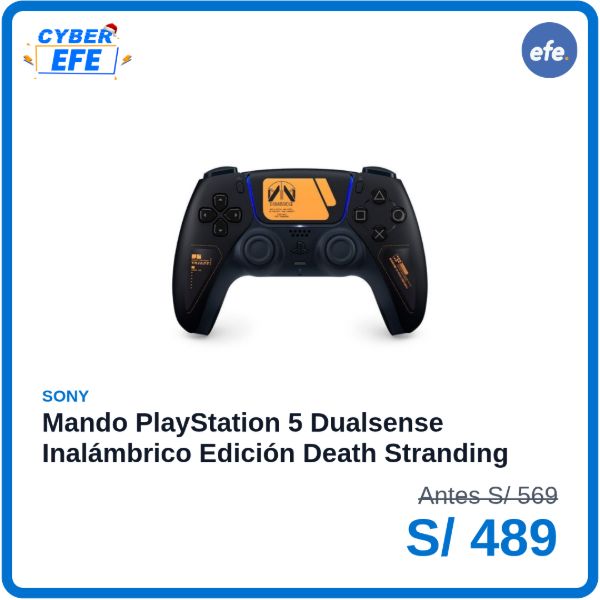 CYBER
EFE
efe.
SONY
Mando PlayStation 5 Dualsense
Inalámbrico Edición Death Stranding
Antes S/ 569
S/ 489